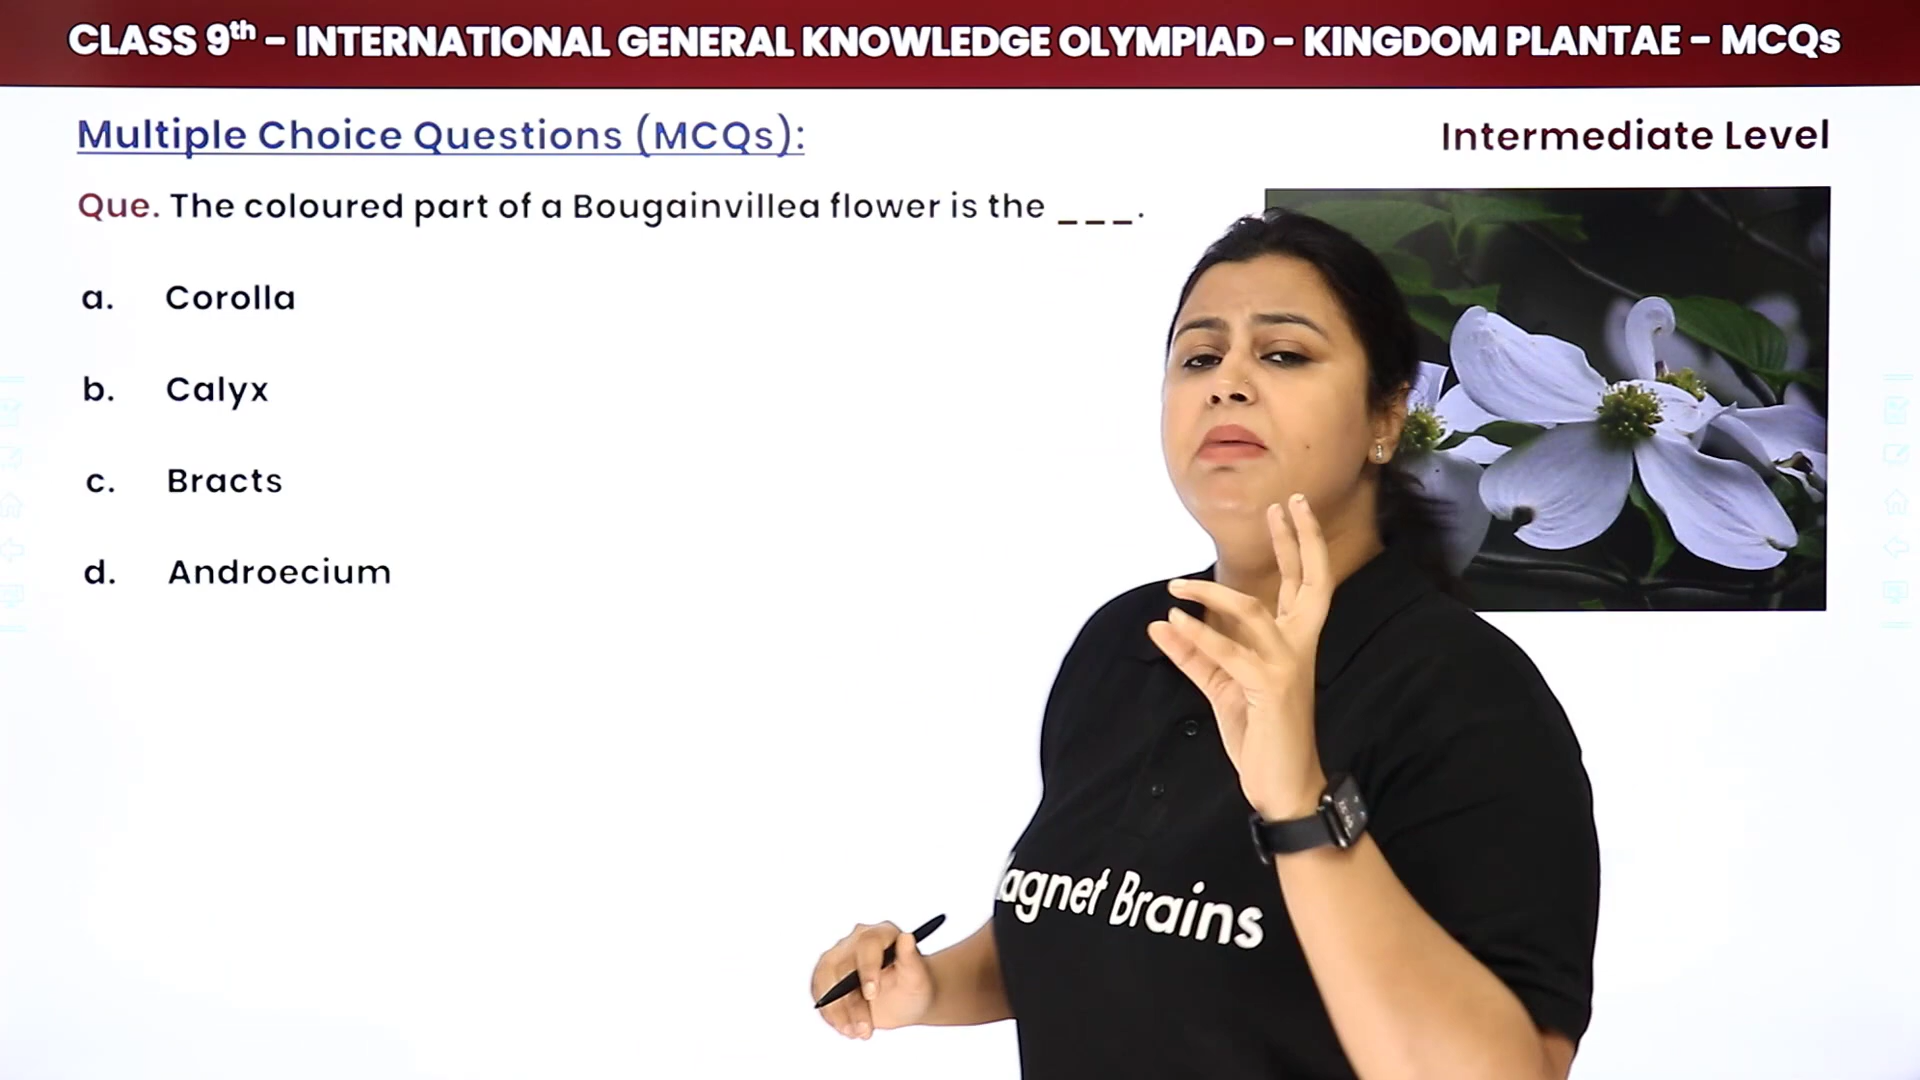 CLASS 9th - INTERNATIONAL GENERAL KNOWLEDGE OLYMPIAD - KINGDOM PLANTAE - MCQs
Multiple Choice Questions (MCQs):
Intermediate Level
Que. The coloured part of a Bougainvillea flower is the _ _ _.
a. Corolla
b. Calyx
c. Bracts
d. Androecium
agnet Brains